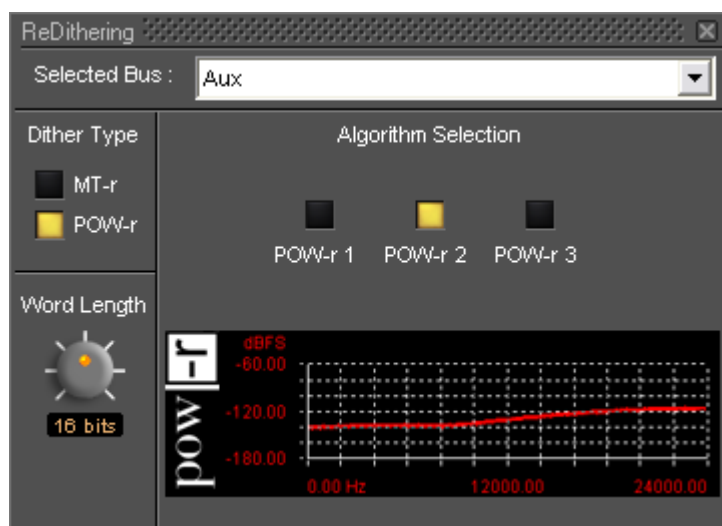 ReDithering
Selected Bus : Aux
Dither Type
MT-r
POW-r
Algorithm Selection
POW-r 1 POW-r 2 POW-r 3
Word Length
16 bits
pow-r
dBFS
-60.00
-120.00
-180.00
0.00 Hz 12000.00 24000.00